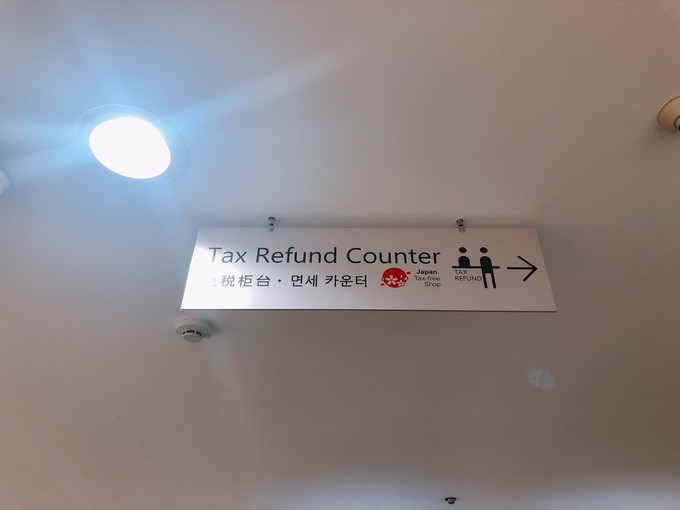 Tax Refund Counter
税柜台・면세 카운터
Japan.
Tax-free
Shop
TAX
REFUND